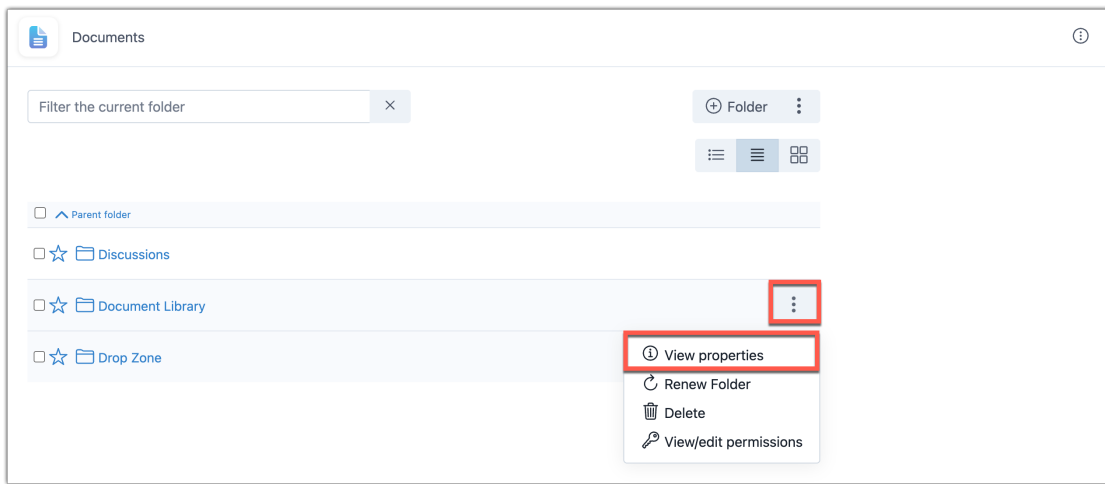 Documents
Filter the current folder
Folder
Parent folder
Discussions
Document Library
Drop Zone
View properties
Renew Folder
Delete
View/edit permissions